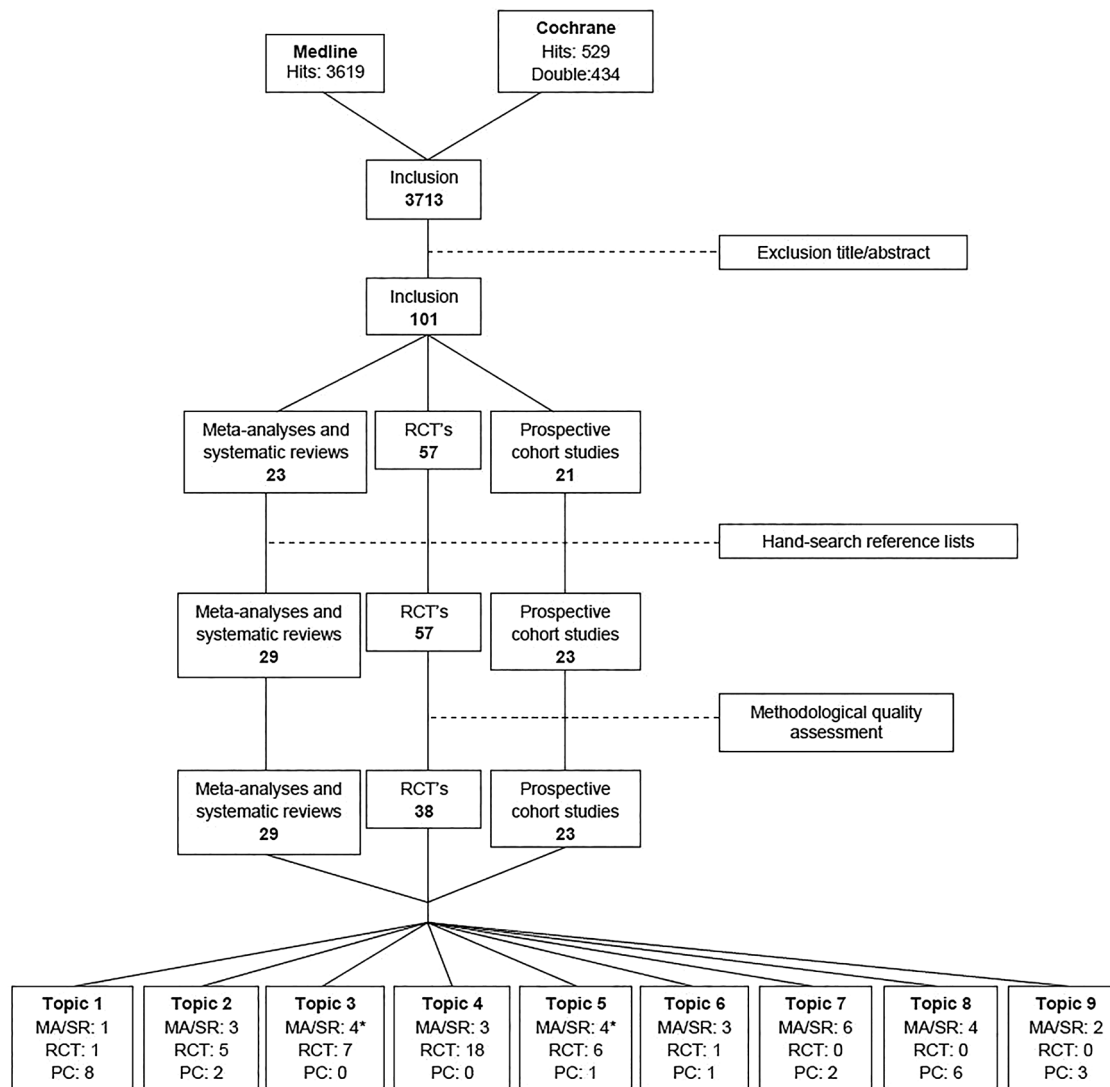 Medline
Hits: 3619
Cochrane
Hits: 529
Double:434
Inclusion
3713
Exclusion title/abstract
Inclusion
101
Meta-analyses and
systematic reviews
23
RCT's
57
Prospective
cohort studies
21
Hand-search reference lists
Meta-analyses and
systematic reviews
29
RCT's
57
Prospective
cohort studies
23
Methodological quality
assessment
Meta-analyses and
systematic reviews
29
RCT's
38
Prospective
cohort studies
23
Topic 1
MA/SR: 1
RCT: 1
PC: 8
Topic 2
MA/SR: 3
RCT: 5
PC: 2
Topic 3
MA/SR: 4*
RCT: 7
PC: 0
Topic 4
MA/SR: 3
RCT: 18
PC: 0
Topic 5
MA/SR: 4*
RCT: 6
PC: 1
Topic 6
MA/SR: 3
RCT: 1
PC: 1
Topic 7
MA/SR: 6
RCT: 0
PC: 2
Topic 8
MA/SR: 4
RCT: 0
PC: 6
Topic 9
MA/SR: 2
RCT: 0
PC: 3